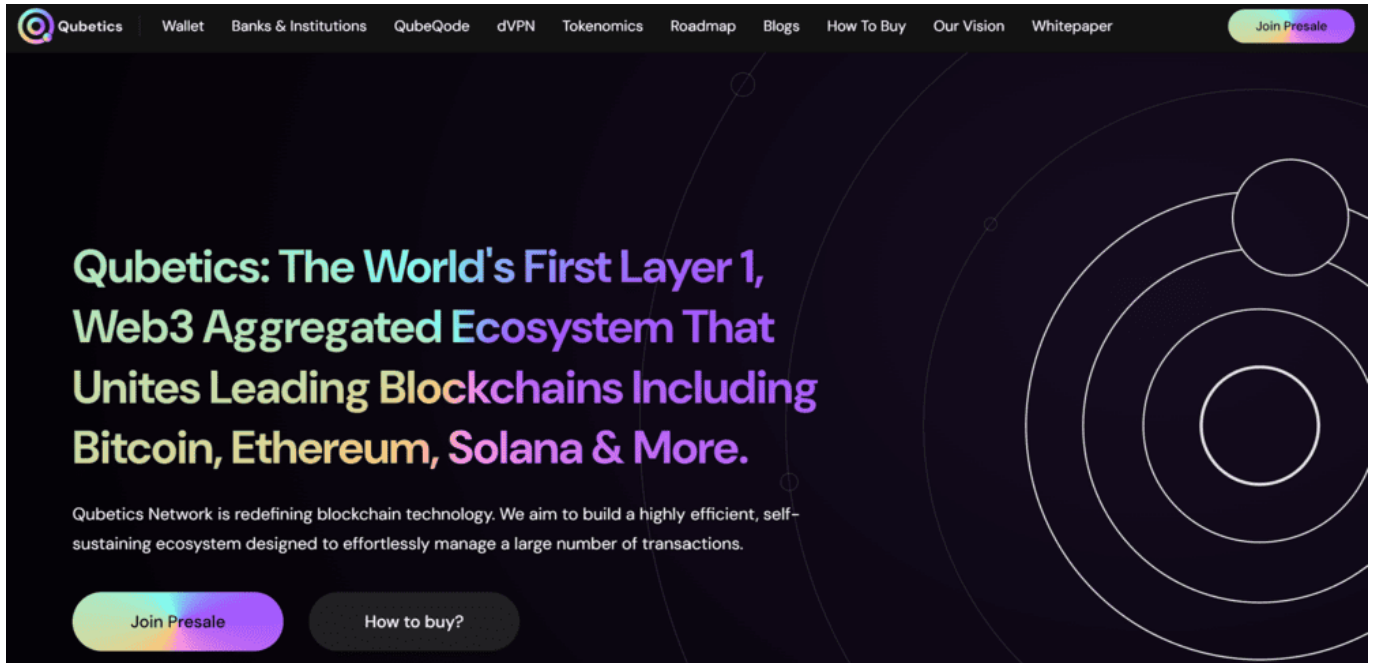 Qubetics
Wallet
Banks & Institutions
QubeQode
dVPN
Tokenomics
Roadmap
Blogs
How To Buy
Our Vision
Whitepaper
Join Presale
Qubetics: The World's First Layer 1,
Web3 Aggregated Ecosystem That
Unites Leading Blockchains Including
Bitcoin, Ethereum, Solana & More.
Qubetics Network is redefining blockchain technology. We aim to build a highly efficient, self-
sustaining ecosystem designed to effortlessly manage a large number of transactions.
Join Presale
How to buy?